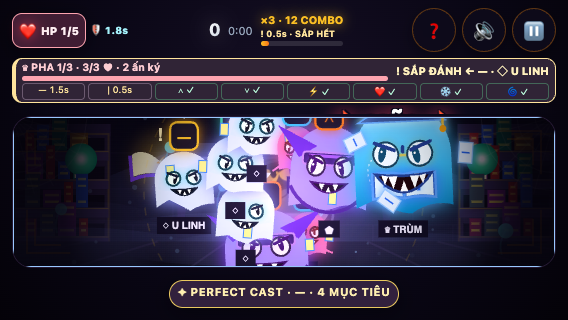 HP 1/5
1.8s
0 0:00
×3 · 12 COMBO
! 0.5s · SẮP HẾT
?
♛ PHA 1/3 · 3/3 ♥ · 2 ấn ký
! SẮP ĐÁNH ← — · ◇ U LINH
— 1.5s
| 0.5s
^ ✓
v ✓
⚡ ✓
❤️ ✓
❄️ ✓
🌀 ✓
!
◇ U LINH
♛ TRÙM
✦ PERFECT CAST · — · 4 MỤC TIÊU